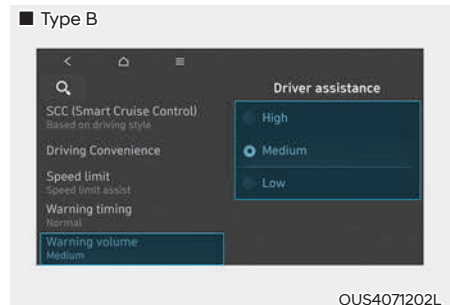 ■ Type B
SCC (Smart Cruise Control)
Based on driving style
Driving Convenience
Speed limit
Speed limit assist
Warning timing
Normal
Warning volume
Medium
Driver assistance
High
Medium
Low
OUS4071202L